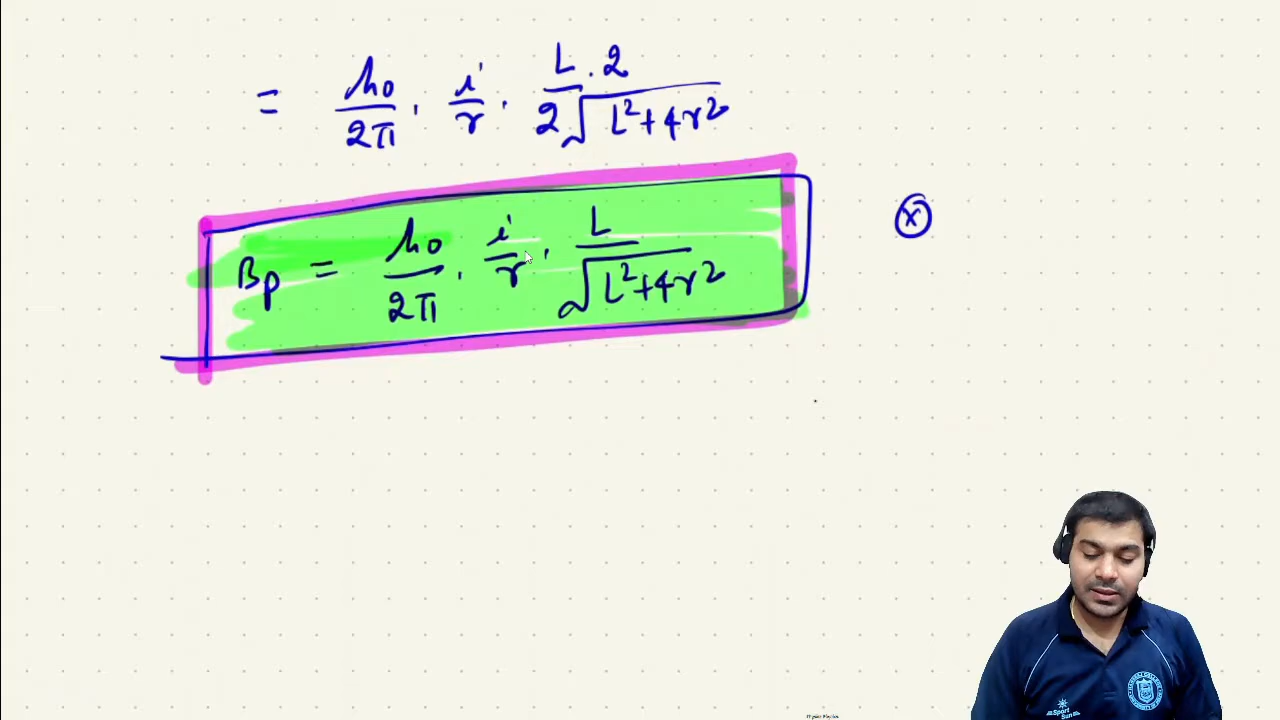 = μ0/2π · i/r · L·2/2√(L²+4r²)
Bp = μ0/2π · i/r · L/√(L²+4r²) ⊗